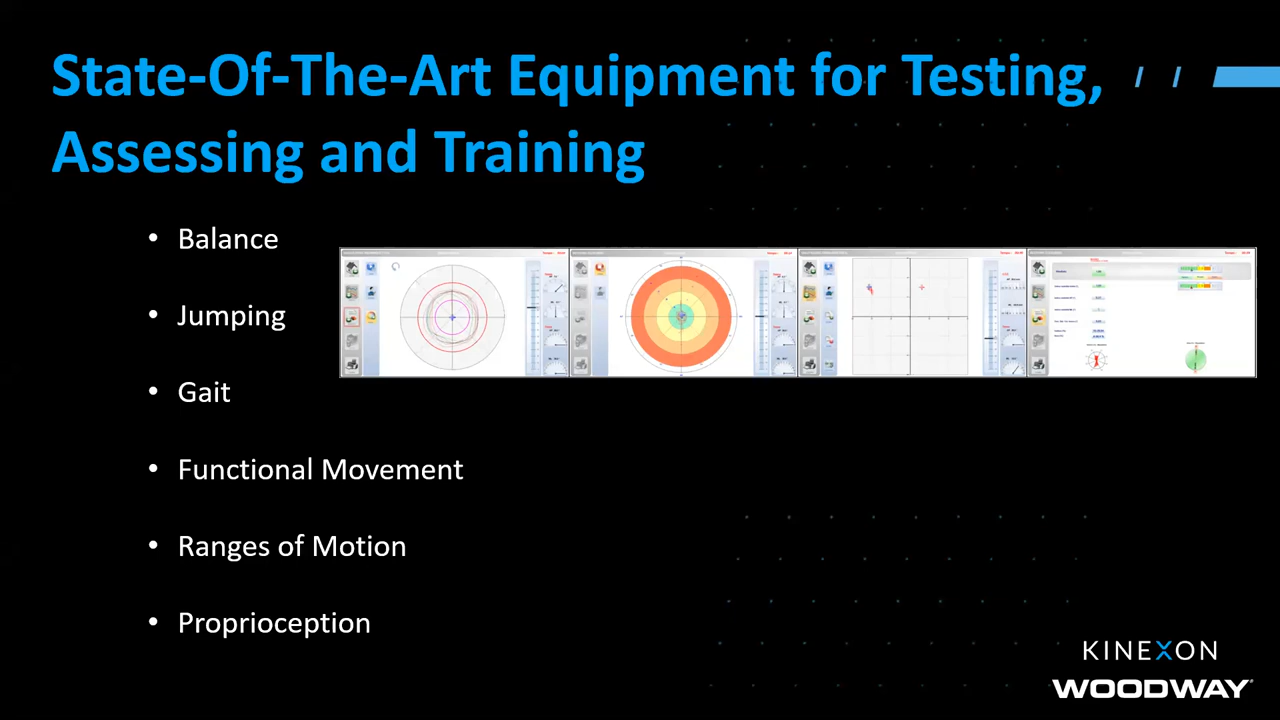 State-Of-The-Art Equipment for Testing,
Assessing and Training
• Balance
• Jumping
• Gait
• Functional Movement
• Ranges of Motion
• Proprioception
KINEXON
WOODWAY